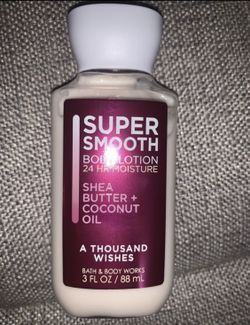 SUPER
SMOOTH
BODY LOTION
24 HR MOISTURE
SHEA
BUTTER +
COCONUT
OIL
A THOUSAND
WISHES
BATH & BODY WORKS
3 FL OZ / 88 mL